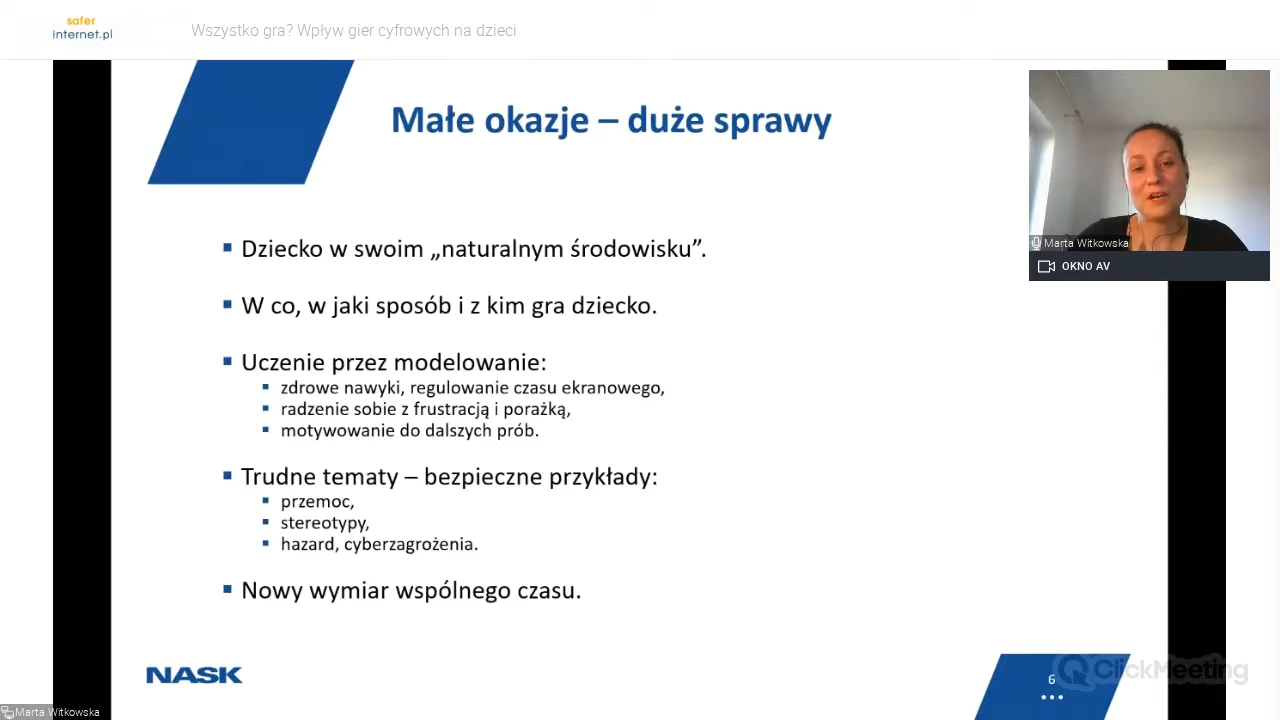 safer
internet.pl
Wszystko gra? Wpływ gier cyfrowych na dzieci
Małe okazje – duże sprawy
Marta Witkowska
OKNO AV
Dziecko w swoim „naturalnym środowisku”.
W co, w jaki sposób i z kim gra dziecko.
Uczenie przez modelowanie:
zdrowe nawyki, regulowanie czasu ekranowego,
radzenie sobie z frustracją i porażką,
motywowanie do dalszych prób.
Trudne tematy – bezpieczne przykłady:
przemoc,
stereotypy,
hazard, cyberzagrożenia.
Nowy wymiar wspólnego czasu.
NASK
6
ClickMeeting
Marta Witkowska